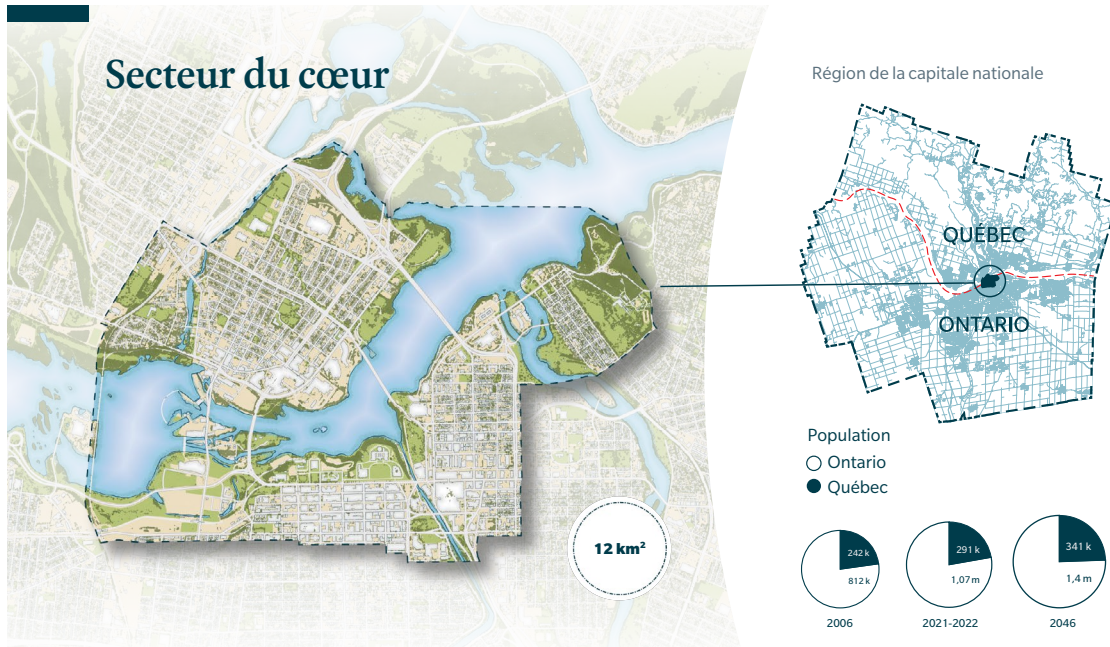 Secteur du cœur
12 km²
Région de la capitale nationale
QUÉBEC
ONTARIO
Population
Ontario
Québec
242 k
812 k
2006
291 k
1,07 m
2021-2022
341 k
1,4 m
2046